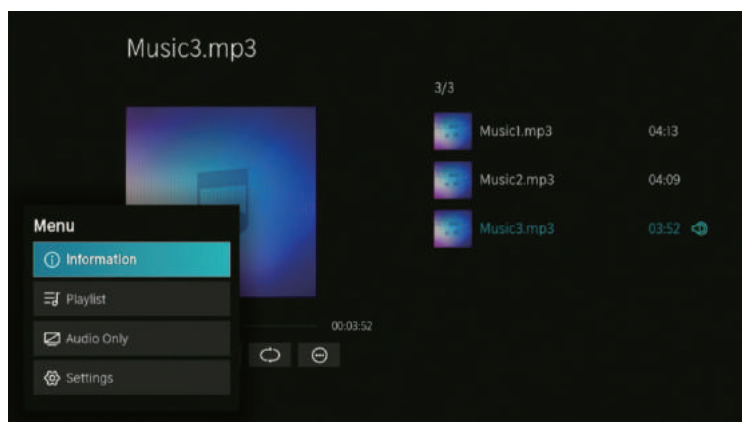 Music3.mp3
3/3
Music1.mp3 04:13
Music2.mp3 04:09
Music3.mp3 03:52
Menu
Information
Playlist
Audio Only
Settings
00:03:52